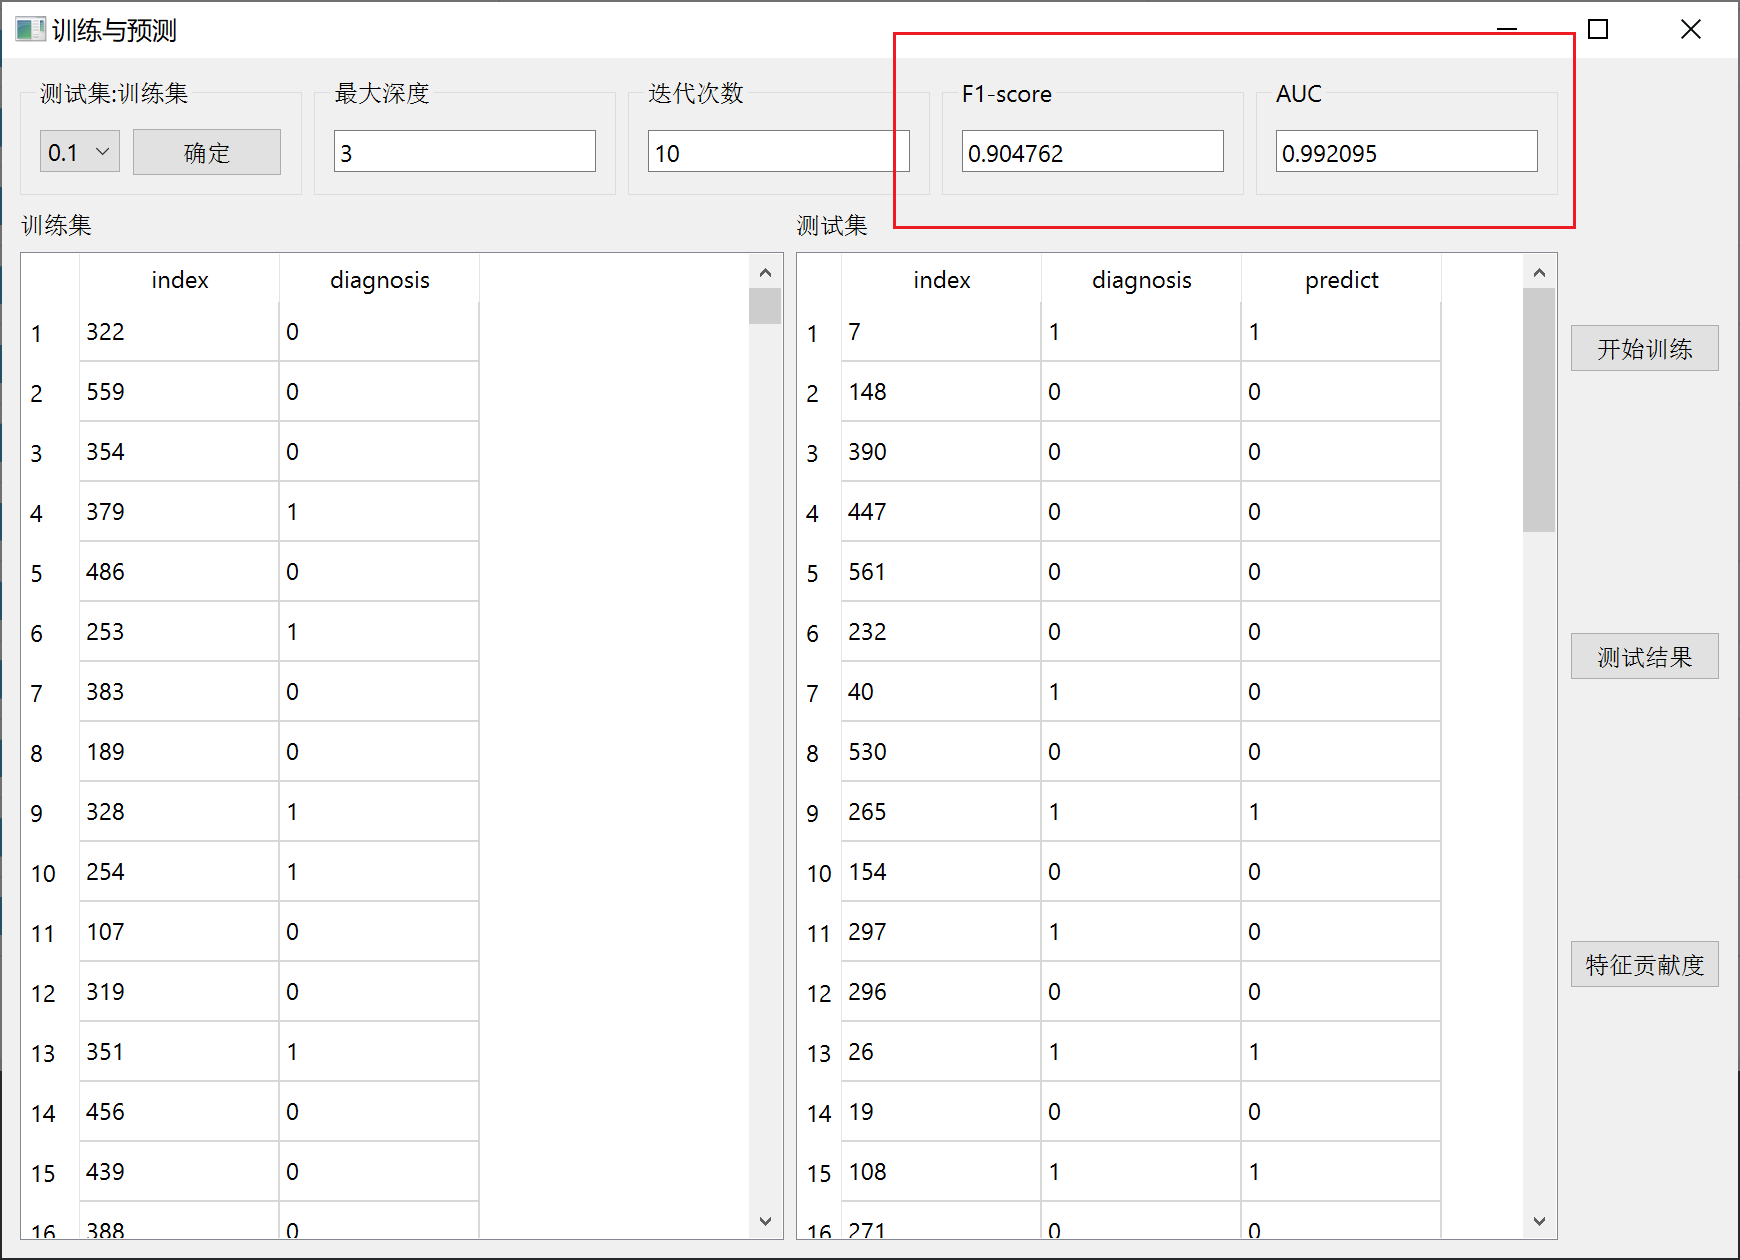 训练与预测
测试集:训练集
最大深度
迭代次数
F1-score
AUC
0.1
确定
3
10
0.904762
0.992095
训练集
测试集
index diagnosis
1 322 0
2 559 0
3 354 0
4 379 1
5 486 0
6 253 1
7 383 0
8 189 0
9 328 1
10 254 1
11 107 0
12 319 0
13 351 1
14 456 0
15 439 0
16 388 0
index diagnosis predict
1 7 1 1
2 148 0 0
3 390 0 0
4 447 0 0
5 561 0 0
6 232 0 0
7 40 1 0
8 530 0 0
9 265 1 1
10 154 0 0
11 297 1 0
12 296 0 0
13 26 1 1
14 19 0 0
15 108 1 1
16 271 0 0
开始训练
测试结果
特征贡献度